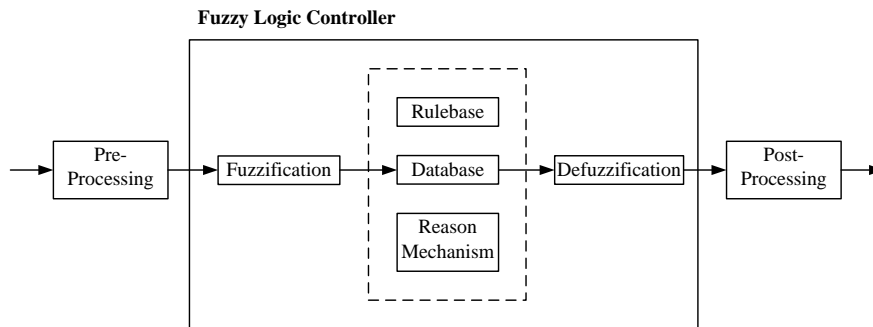 Fuzzy Logic Controller
Pre-
Processing
Fuzzification
Rulebase
Database
Reason
Mechanism
Defuzzification
Post-
Processing